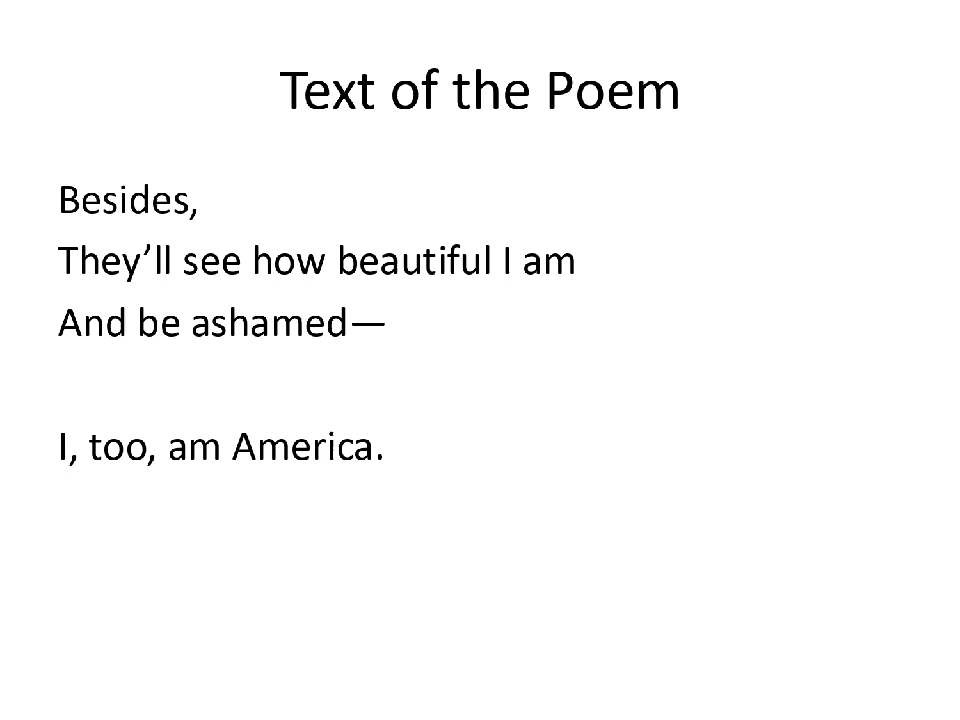 Text of the Poem
Besides,
They’ll see how beautiful I am
And be ashamed—
I, too, am America.